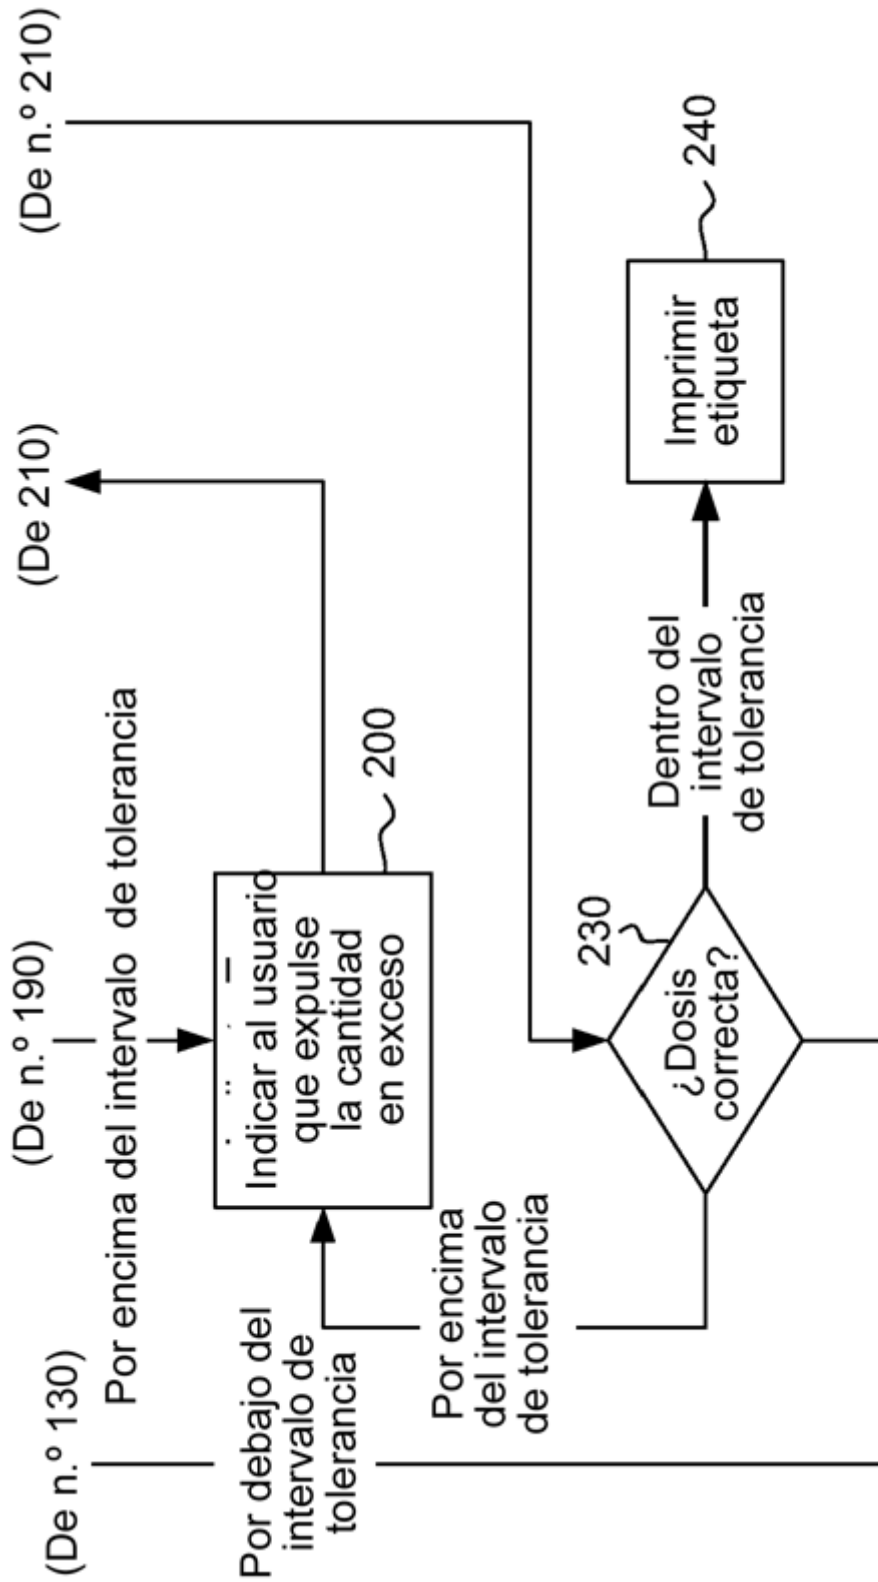 (De n.º 130)
(De n.º 190)
(De 210)
(De n.º 210)
Por encima del intervalo de tolerancia
Por debajo del
intervalo de
tolerancia
Indicar al usuario
que expulse
la cantidad
en exceso
200
Por encima
del intervalo
de tolerancia
230
¿Dosis
correcta?
Dentro del
intervalo
de tolerancia
Imprimir
etiqueta
240